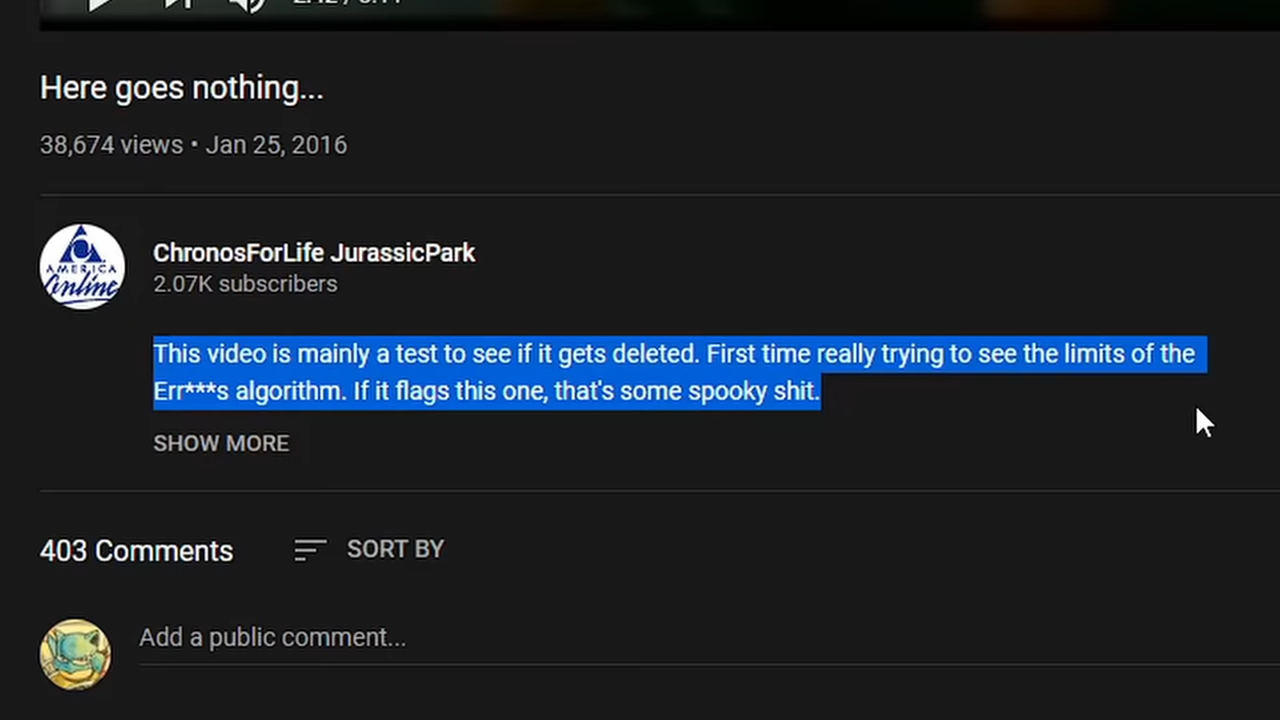 Here goes nothing...
38,674 views • Jan 25, 2016
AMERICA
Online
ChronosForLife JurassicPark
2.07K subscribers
This video is mainly a test to see if it gets deleted. First time really trying to see the limits of the
Err***s algorithm. If it flags this one, that's some spooky shit.
SHOW MORE
403 Comments SORT BY
Add a public comment...